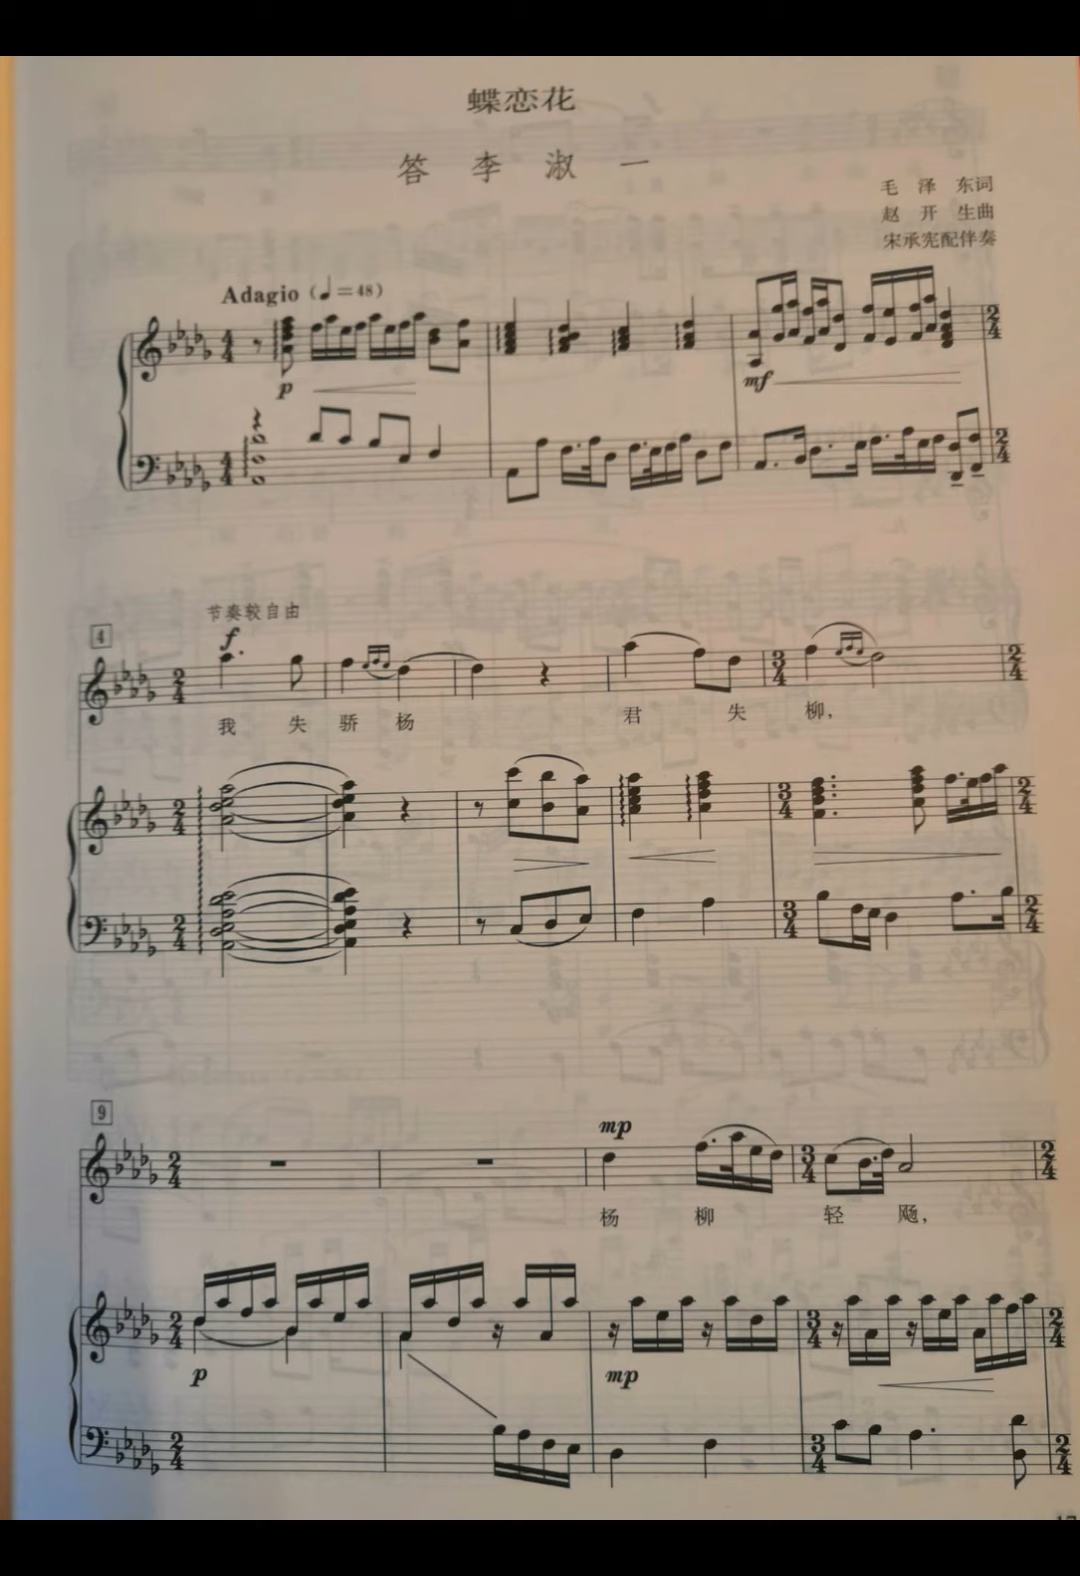 蝶恋花
答 李 淑 一
毛 泽 东词
赵 开 生曲
宋承宪配伴奏
Adagio (♩=48)
p
mf
4
节奏较自由
f
我 失 骄 杨 君 失 柳,
9
mp
杨 柳 轻 飏,
p
mp